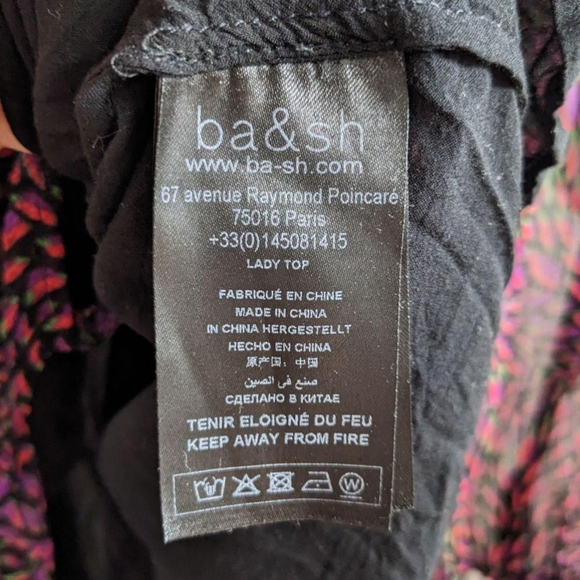 ba&sh
www.ba-sh.com
67 avenue Raymond Poincaré
75016 Paris
+33(0)145081415
LADY TOP
FABRIQUÉ EN CHINE
MADE IN CHINA
IN CHINA HERGESTELLT
HECHO EN CHINA
原产国: 中国
صنع في الصين
СДЕЛАНО В КИТАЕ
TENIR ELOIGNÉ DU FEU
KEEP AWAY FROM FIRE
W